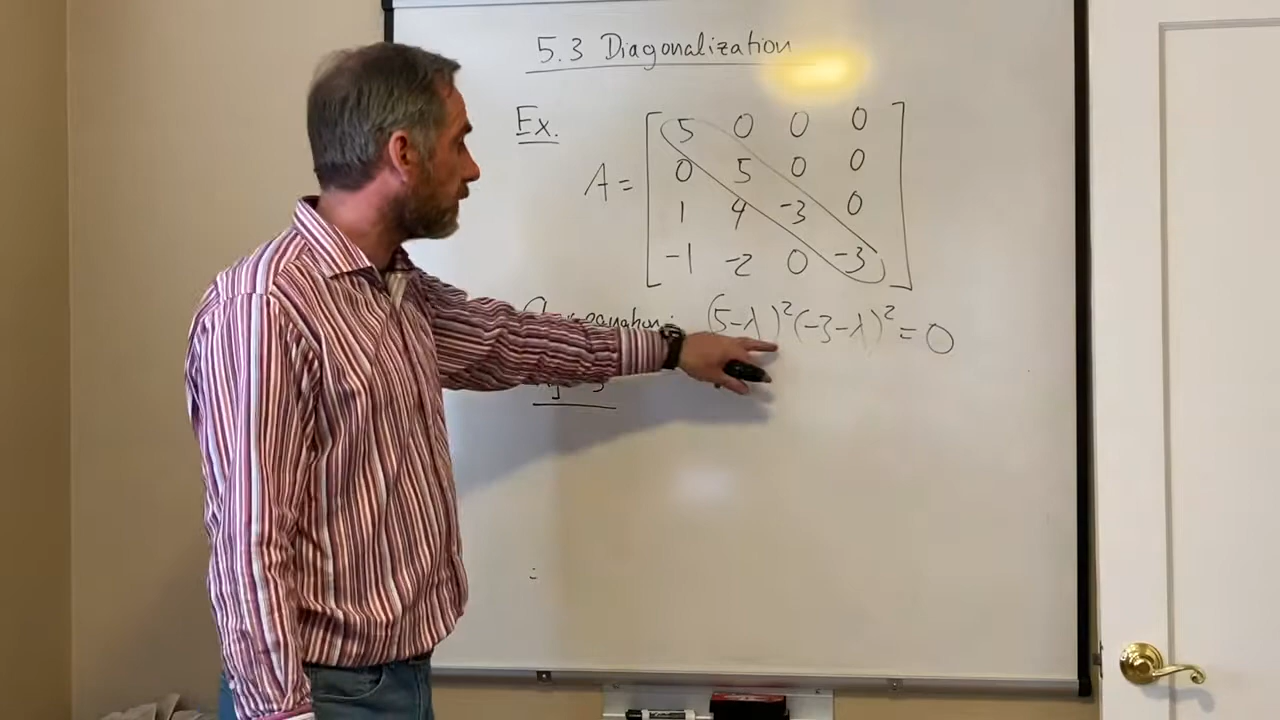 5.3 Diagonalization
Ex.
A = [ 5 0 0 0
0 5 0 0
1 4 -3 0
-1 -2 0 -3 ]
equation: (5-λ)²(-3-λ)² = 0